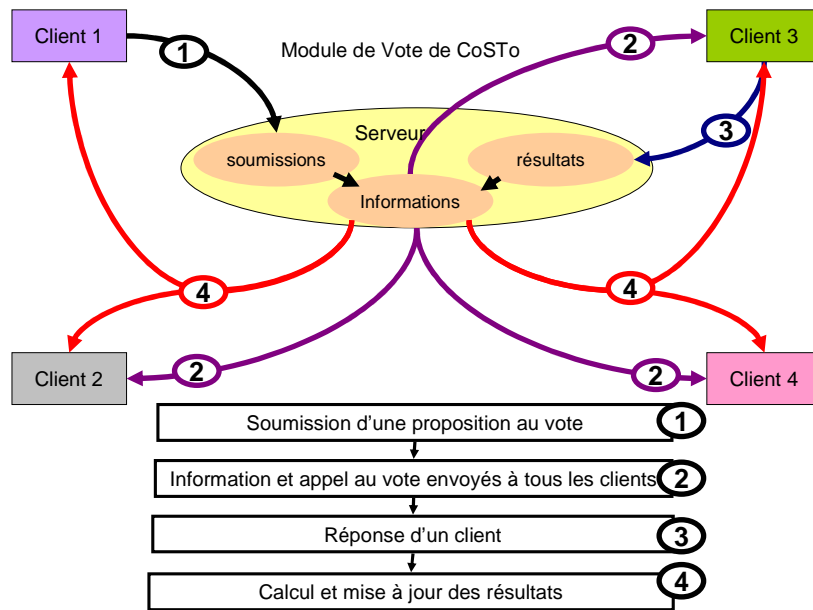 Client 1
1
Module de Vote de CoSTo
2
Client 3
3
Serveur
soumissions
résultats
Informations
4
4
Client 2
2
2
Client 4
Soumission d'une proposition au vote
1
Information et appel au vote envoyés à tous les clients
2
Réponse d'un client
3
Calcul et mise à jour des résultats
4